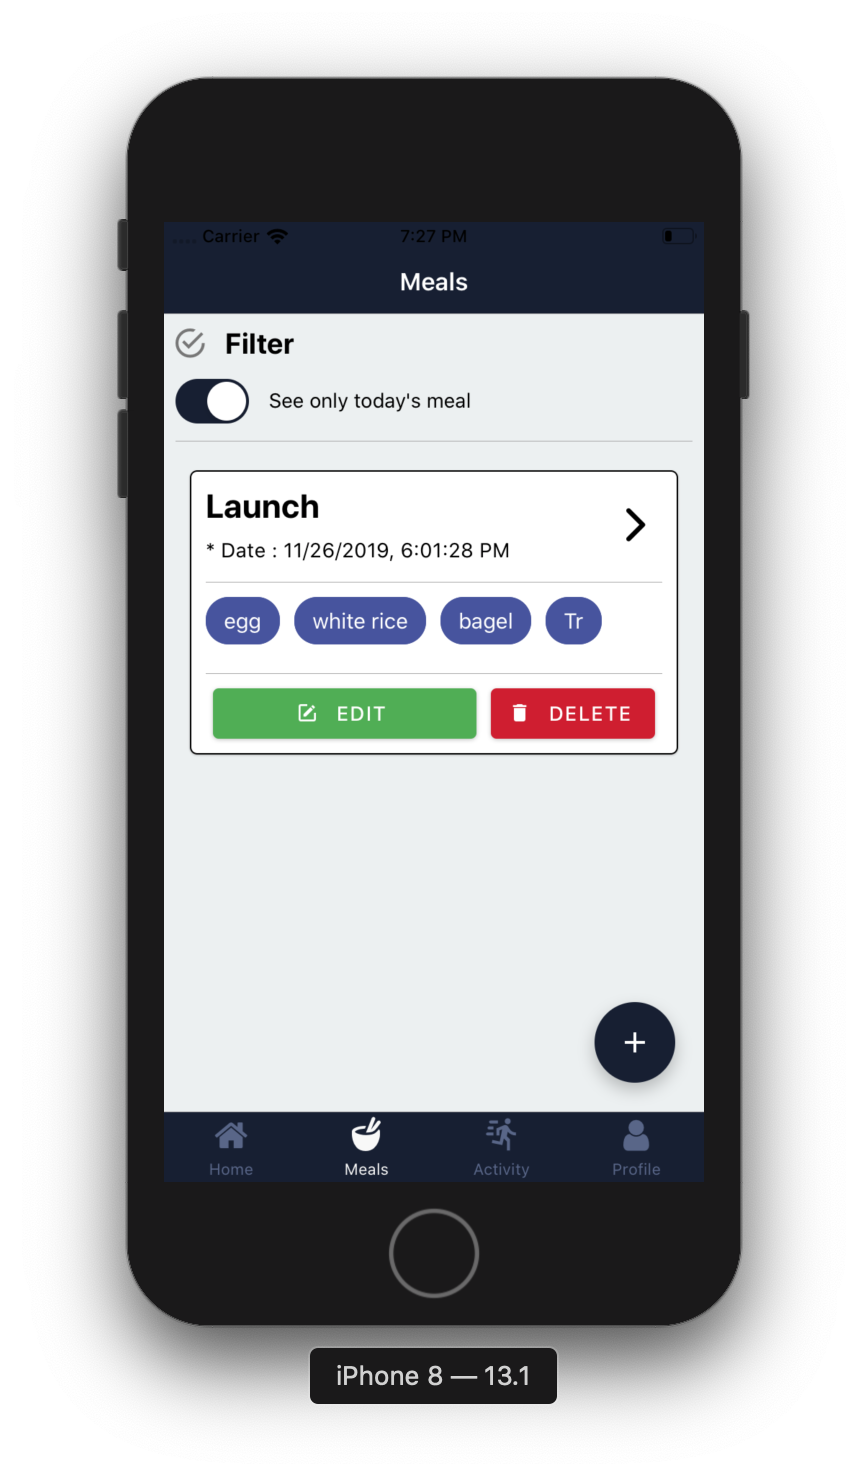 Carrier 7:27 PM
Meals
Filter
See only today's meal
Launch
* Date : 11/26/2019, 6:01:28 PM
egg white rice bagel Tr
EDIT DELETE
+
Home Meals Activity Profile
iPhone 8 — 13.1